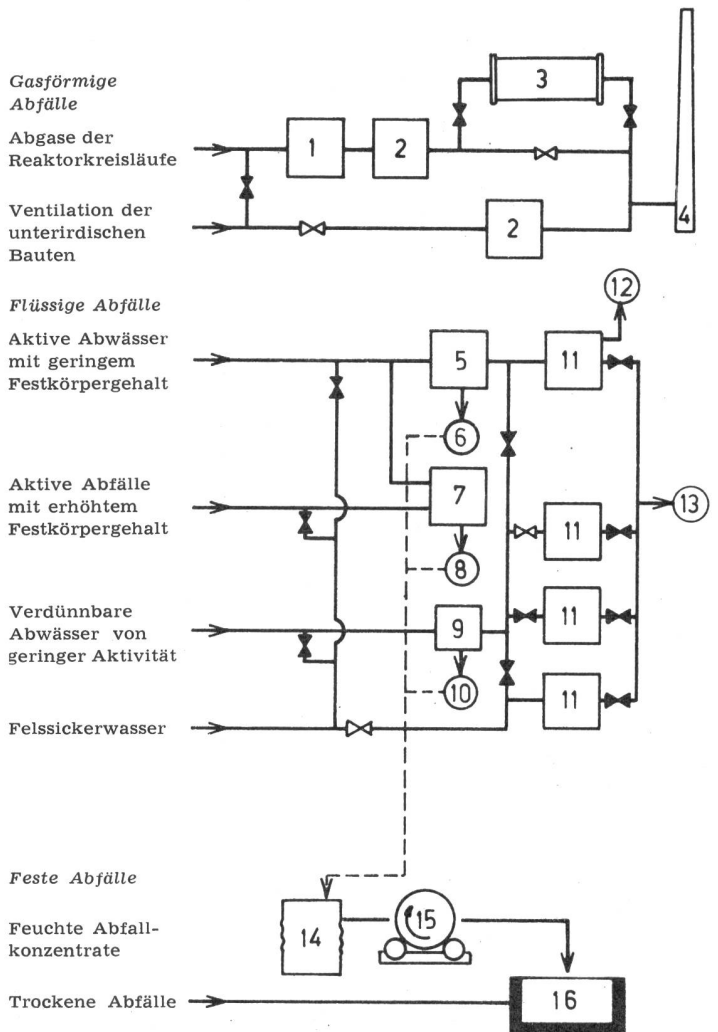 Gasförmige
Abfälle
3
Abgase der
Reaktorkreisläufe
1
2
4
Ventilation der
unterirdischen
Bauten
2
12
Flüssige Abfälle
Aktive Abwässer
mit geringem
Festkörpergehalt
5
11
6
Aktive Abfälle
mit erhöhtem
Festkörpergehalt
7
13
11
8
Verdünnbare
Abwässer von
geringer Aktivität
9
11
10
11
Felssickerwasser
Feste Abfälle
Feuchte Abfall-
konzentrate
14
15
Trockene Abfälle
16